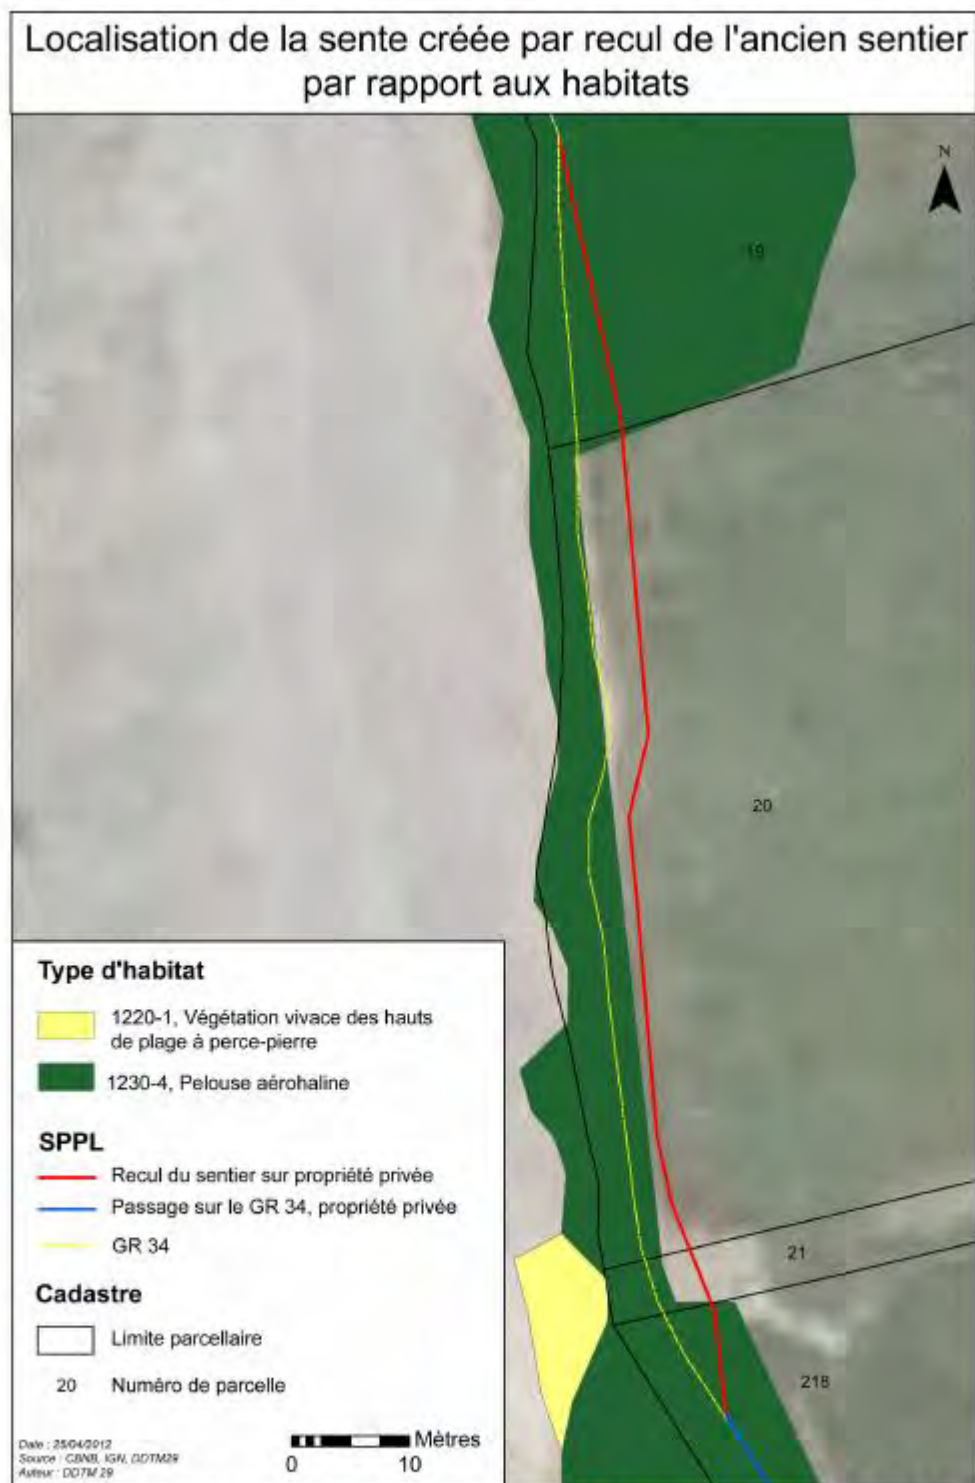 Localisation de la sente créée par recul de l'ancien sentier
par rapport aux habitats
N
19
20
21
218
Type d'habitat
1220-1, Végétation vivace des hauts
de plage à perce-pierre
1230-4, Pelouse aérohaline
SPPL
Recul du sentier sur propriété privée
Passage sur le GR 34, propriété privée
GR 34
Cadastre
Limite parcellaire
20 Numéro de parcelle
Date : 25/04/2012
Source : CBNB, IGN, DDTM29
Auteur : DDTM 29
Mètres
0 10